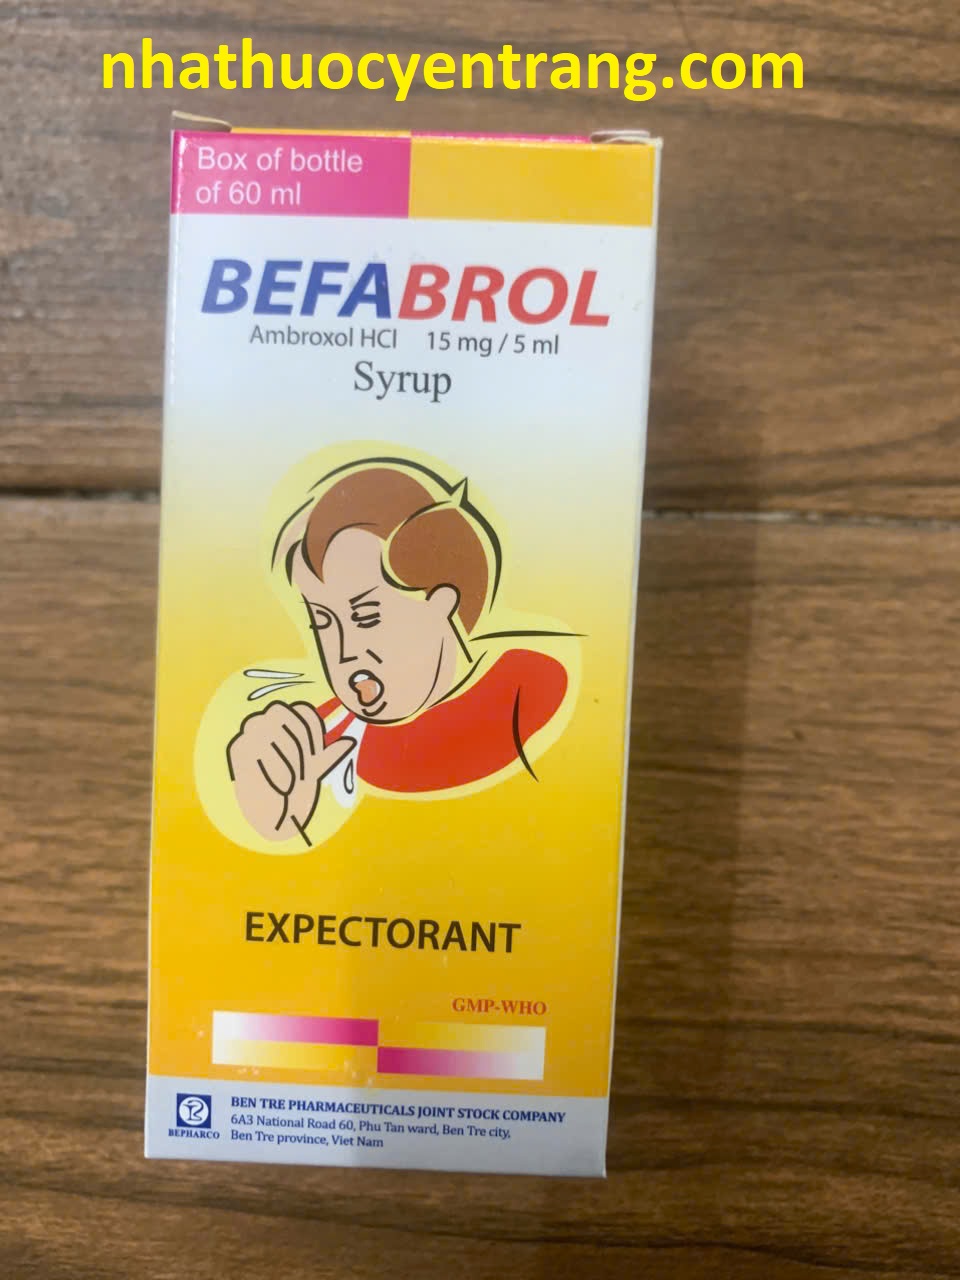 nhathuocyentrang.com
Box of bottle
of 60 ml
BEFABROL
Ambroxol HCl 15 mg / 5 ml
Syrup
EXPECTORANT
GMP-WHO
BEPHARCO
BEN TRE PHARMACEUTICALS JOINT STOCK COMPANY
6A3 National Road 60, Phu Tan ward, Ben Tre city,
Ben Tre province, Viet Nam